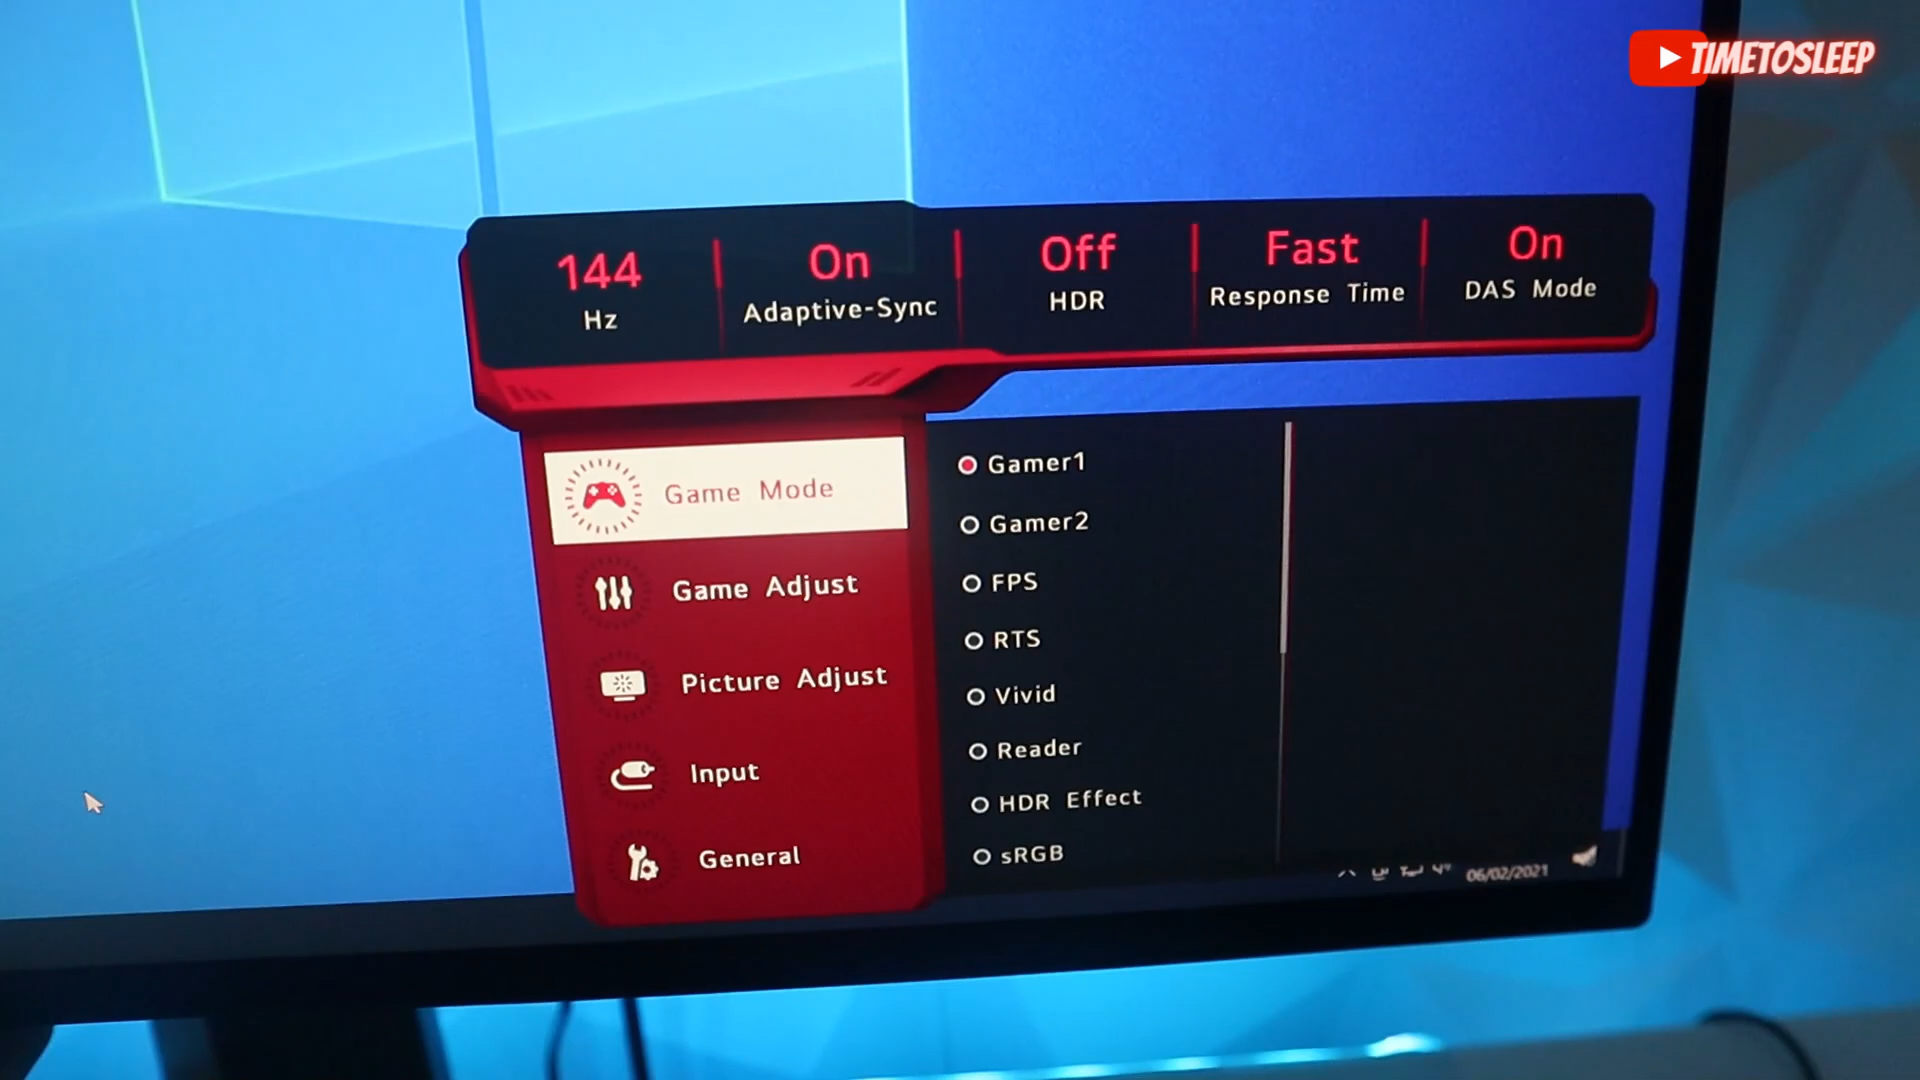 TIMETOSLEEP
144 On Off Fast On
Hz Adaptive-Sync HDR Response Time DAS Mode
Game Mode
Game Adjust
Picture Adjust
Input
General
Gamer1
Gamer2
FPS
RTS
Vivid
Reader
HDR Effect
sRGB
06/02/2021